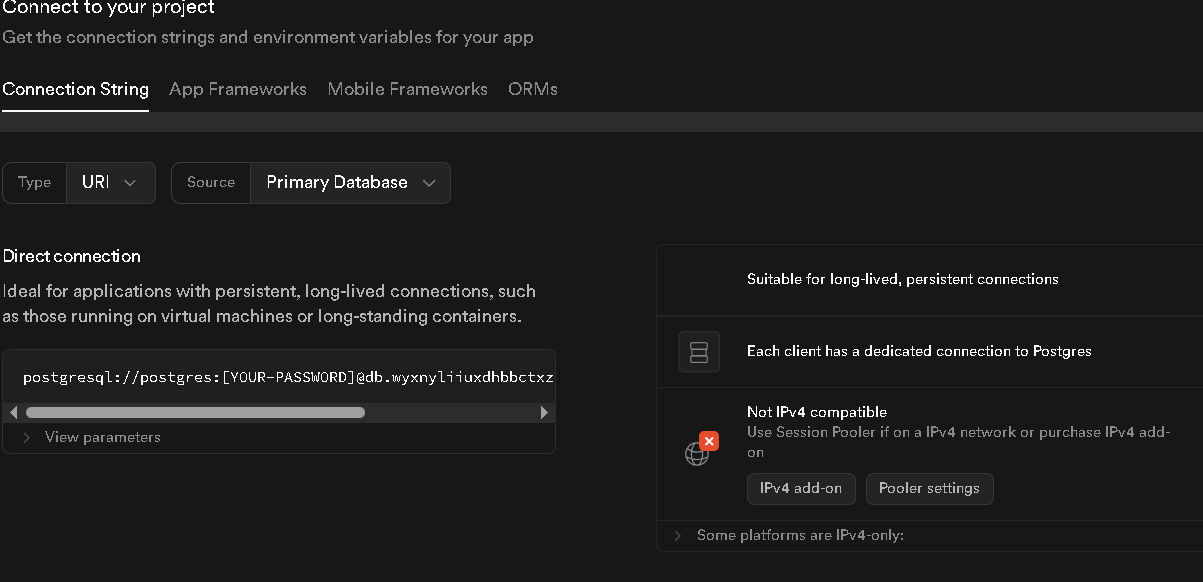 Connect to your project
Get the connection strings and environment variables for your app
Connection String App Frameworks Mobile Frameworks ORMs
Type URI Source Primary Database
Direct connection
Ideal for applications with persistent, long-lived connections, such
as those running on virtual machines or long-standing containers.
postgresql://postgres:[YOUR-PASSWORD]@db.wyxnyliiuxdhbbctxz
View parameters
Suitable for long-lived, persistent connections
Each client has a dedicated connection to Postgres
Not IPv4 compatible
Use Session Pooler if on a IPv4 network or purchase IPv4 add-
on
IPv4 add-on Pooler settings
Some platforms are IPv4-only: